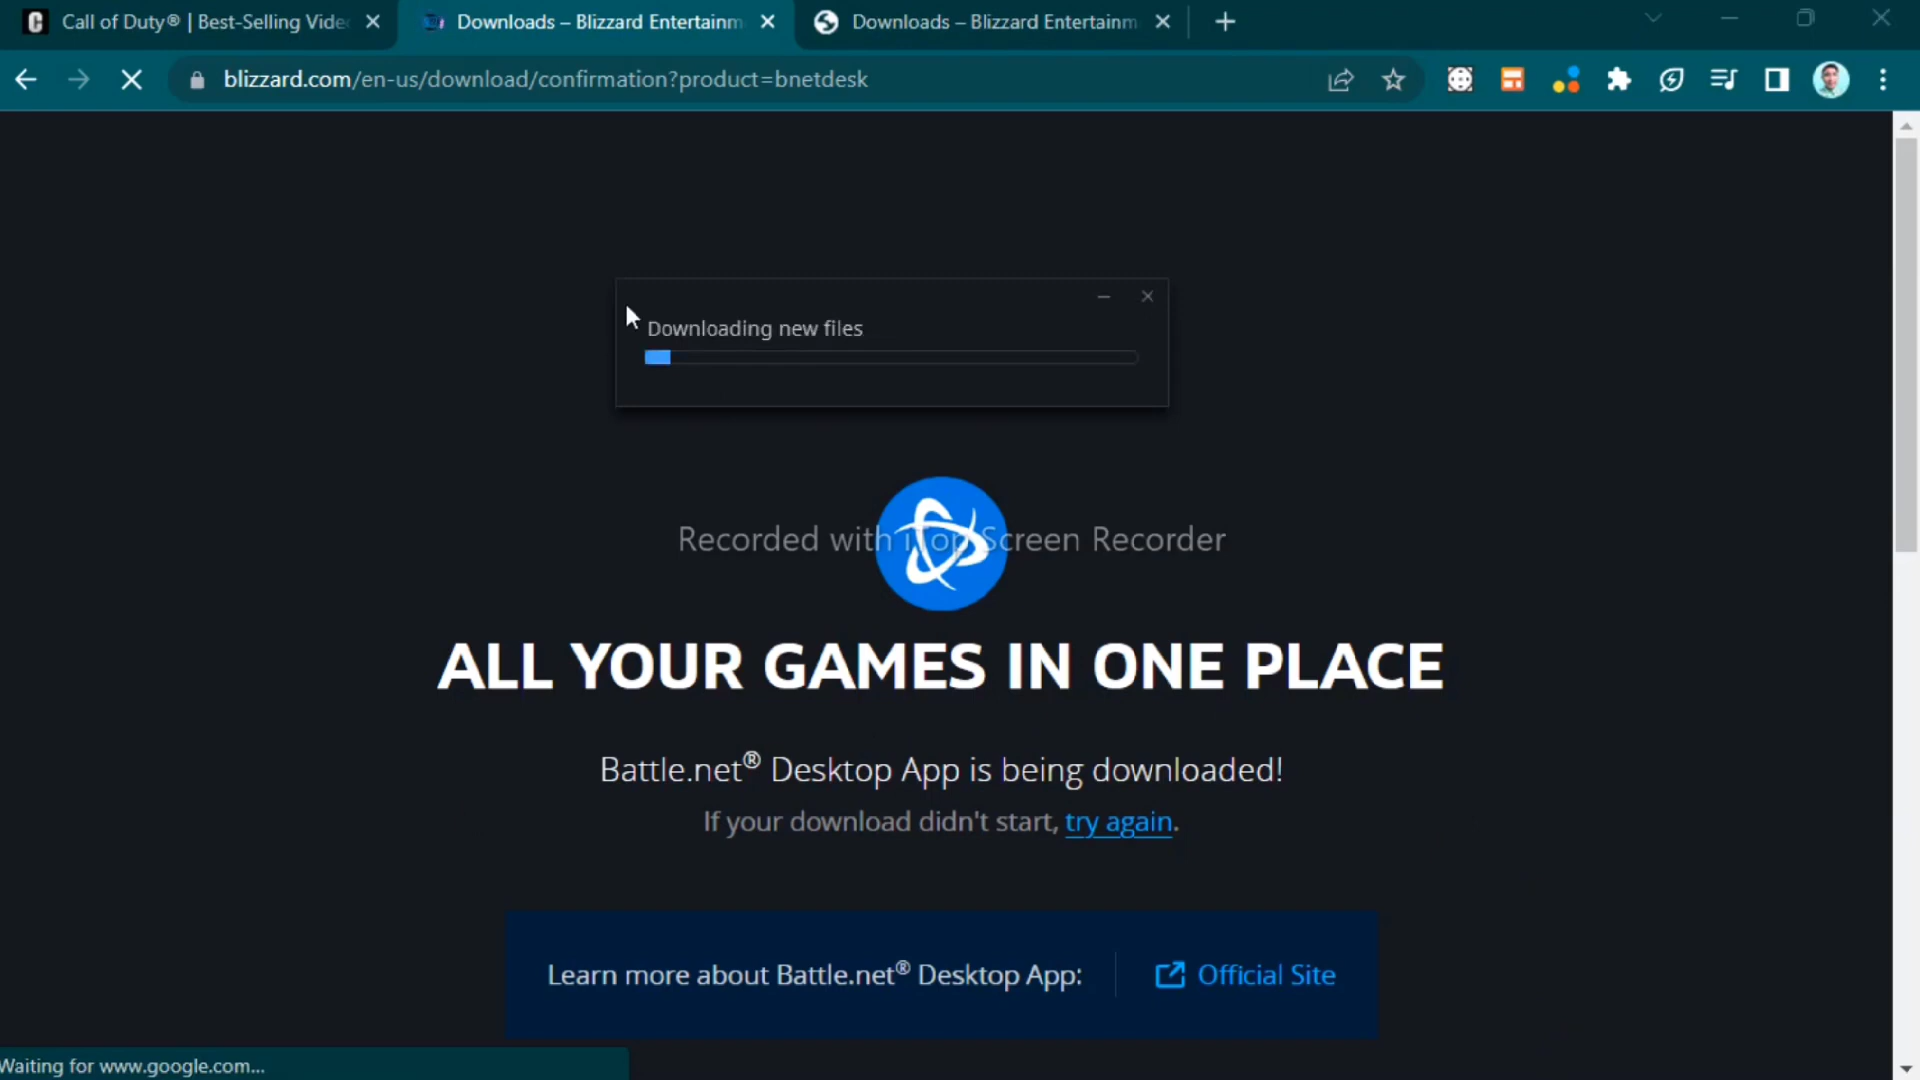 Call of Duty® | Best-Selling Vide
Downloads – Blizzard Entertainm
Downloads – Blizzard Entertainm
blizzard.com/en-us/download/confirmation?product=bnetdesk
Downloading new files
Recorded with iTop Screen Recorder
ALL YOUR GAMES IN ONE PLACE
Battle.net® Desktop App is being downloaded!
If your download didn't start, try again.
Learn more about Battle.net® Desktop App:
Official Site
Waiting for www.google.com...